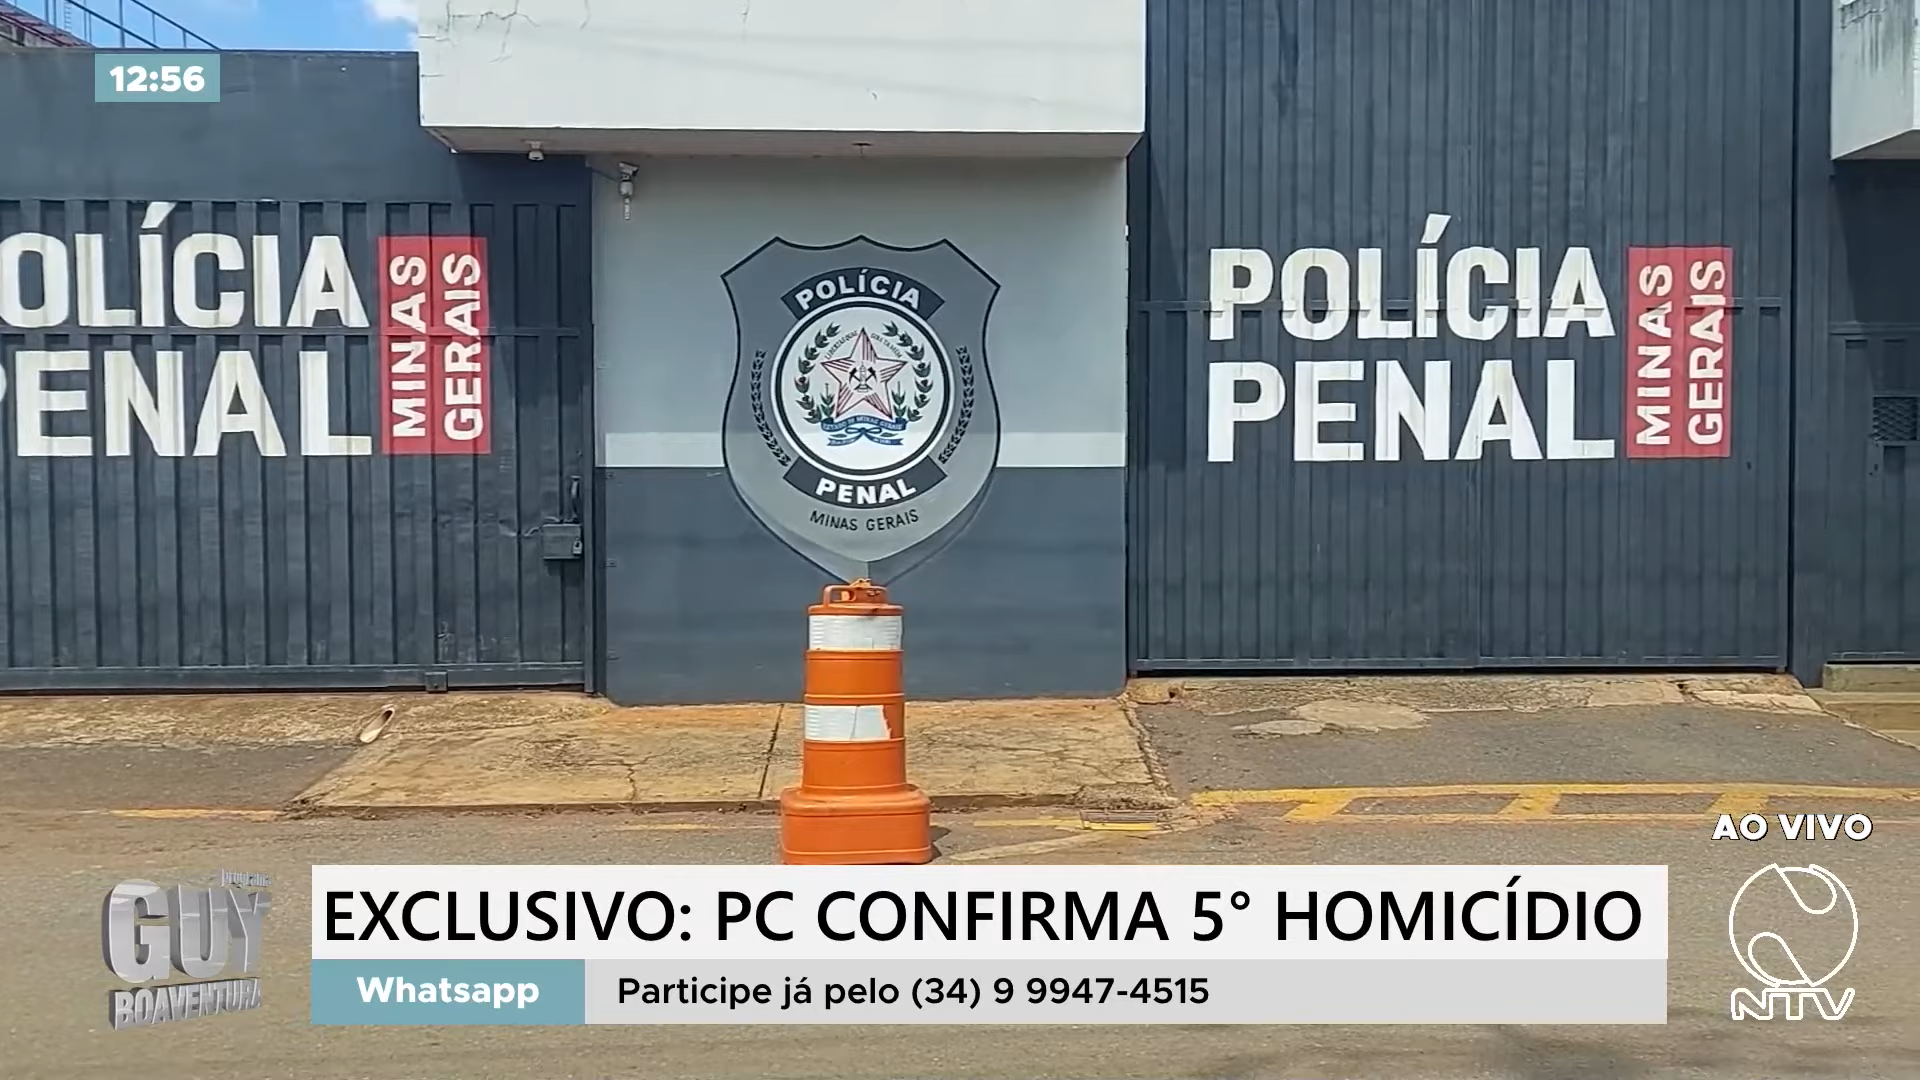 12:56
OLÍCIA
PENAL
MINAS
GERAIS
POLÍCIA
PENAL
MINAS GERAIS
POLÍCIA
PENAL
MINAS
GERAIS
AO VIVO
programa
GUY
BOAVENTURA
EXCLUSIVO: PC CONFIRMA 5° HOMICÍDIO
Whatsapp
Participe já pelo (34) 9 9947-4515
NTV